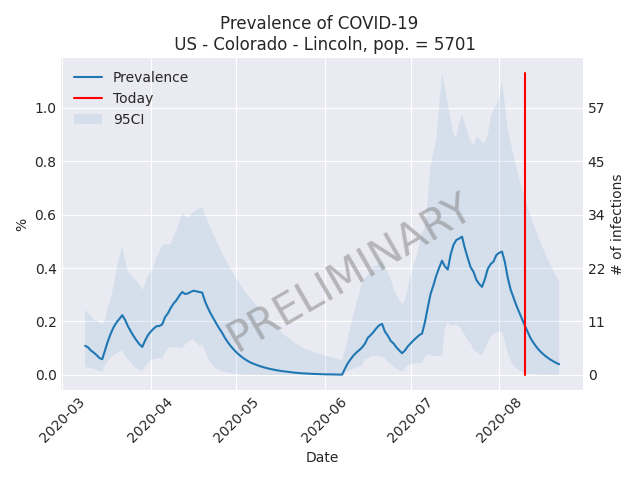 Prevalence of COVID-19
US - Colorado - Lincoln, pop. = 5701
Prevalence
Today
95CI
1.0
0.8
0.6
0.4
0.2
0.0
%
57
45
34
22
11
0
# of infections
PRELIMINARY
2020-03
2020-04
2020-05
2020-06
2020-07
2020-08
Date